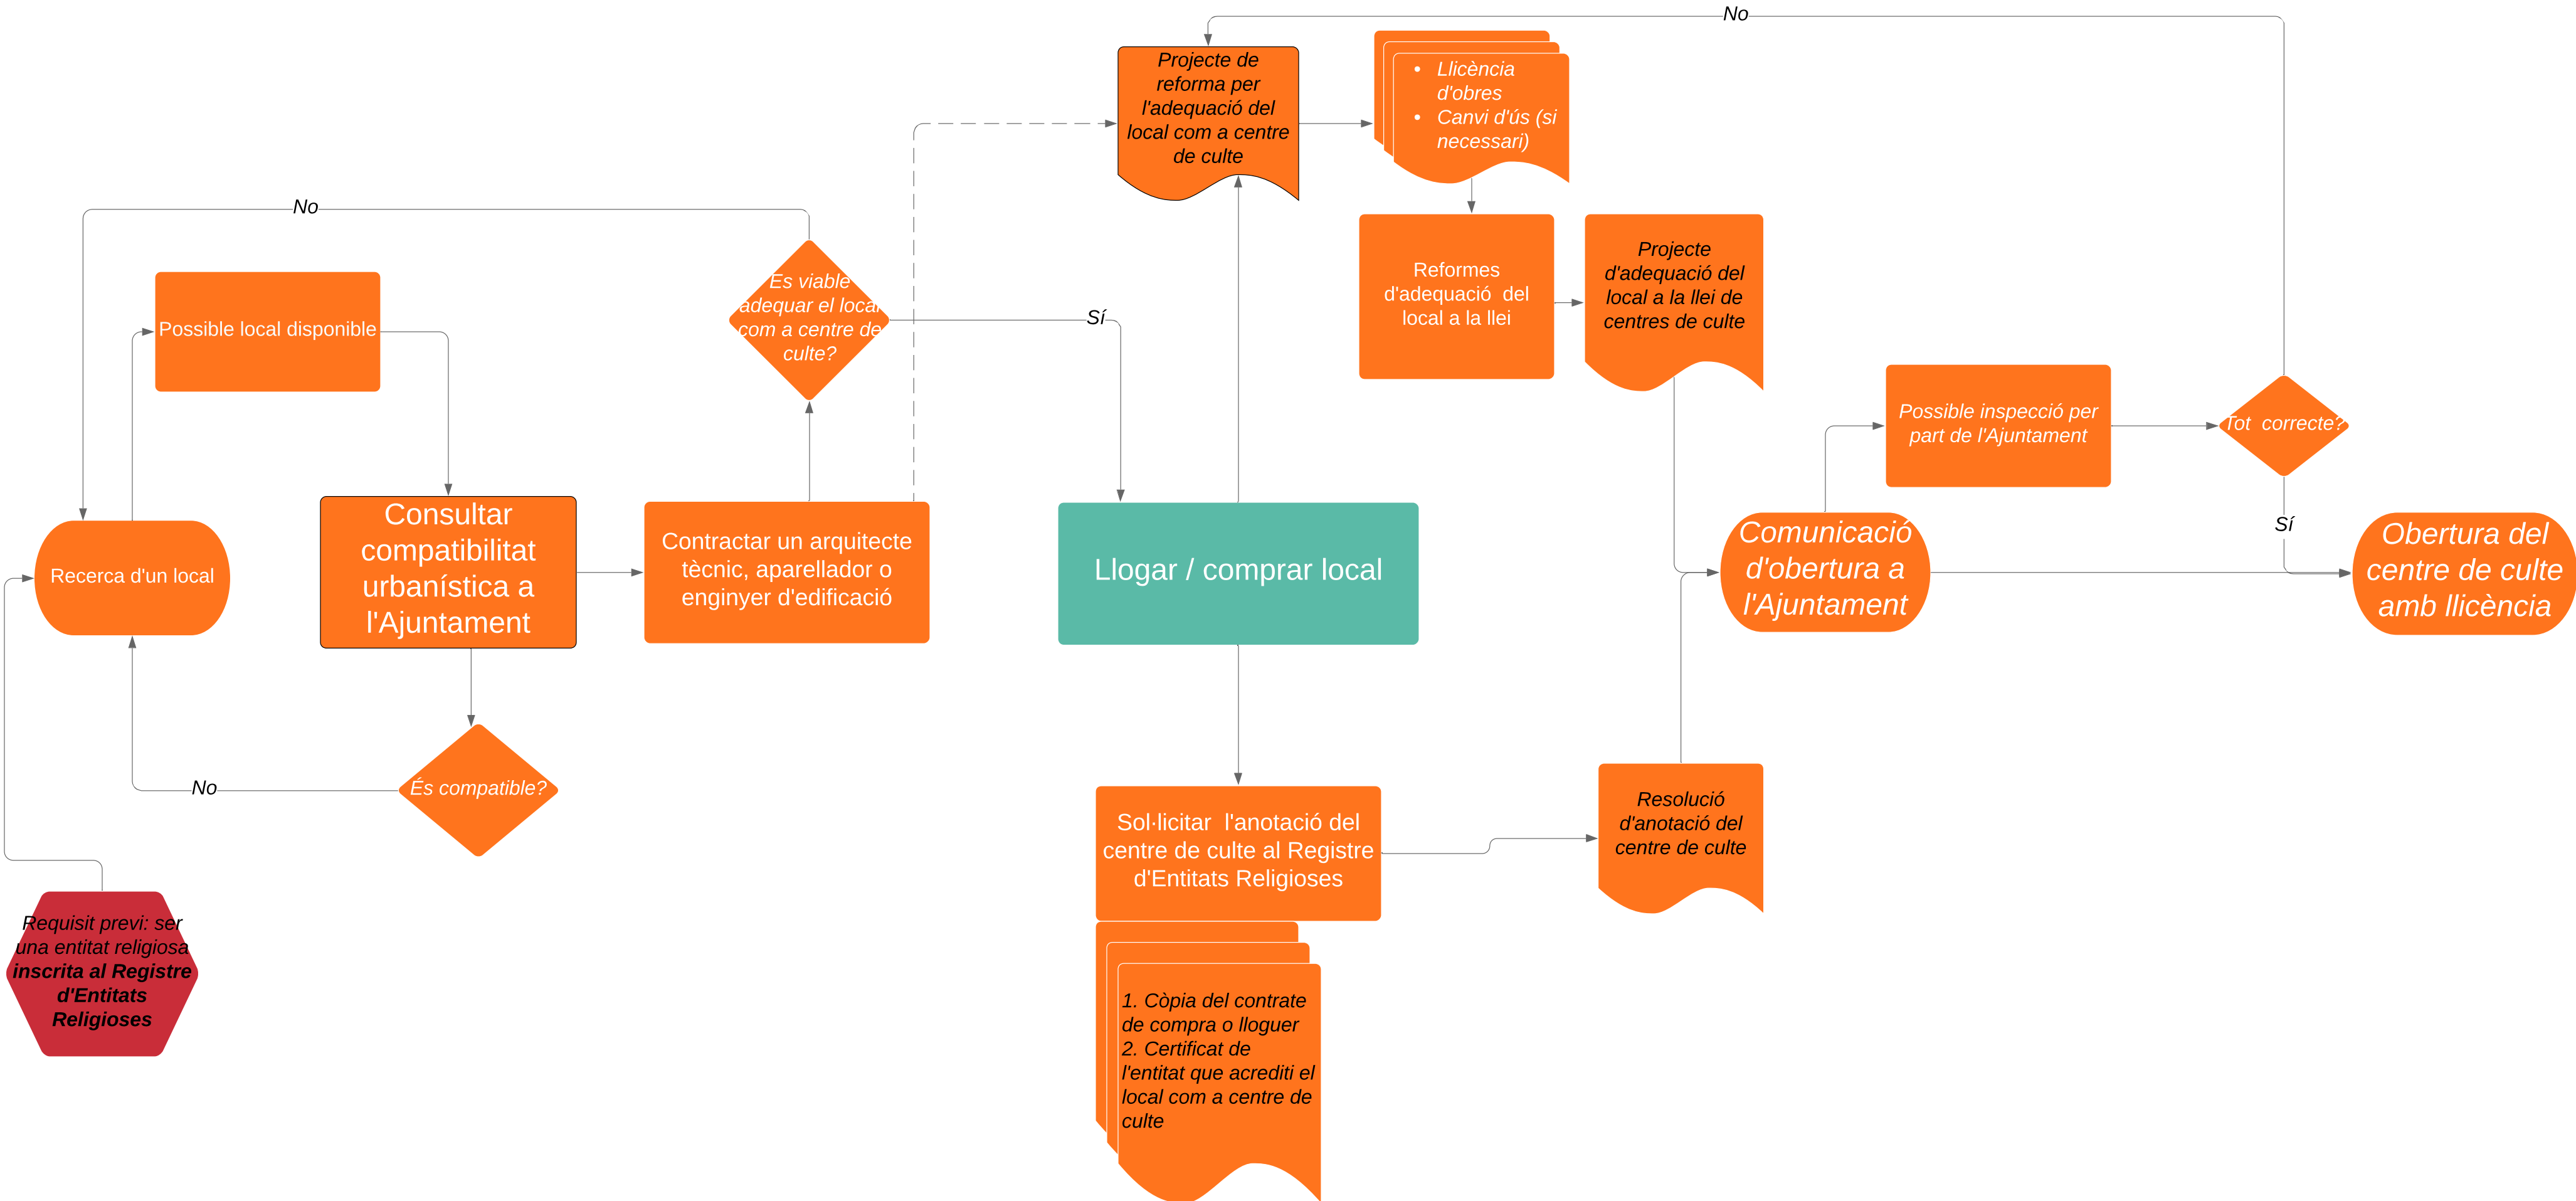 No
Projecte de
reforma per
l'adequació del
local com a centre
de culte
• Llicència
d'obres
• Canvi d'ús (si
necessari)
No
Es viable
adequar el local
com a centre de
culte?
Possible local disponible
Sí
Reformes
d'adequació  del
local a la llei
Projecte
d'adequació del
local a la llei de
centres de culte
Possible inspecció per
part de l'Ajuntament
Tot  correcte?
Sí
Recerca d'un local
Consultar
compatibilitat
urbanística a
l'Ajuntament
Contractar un arquitecte
tècnic, aparellador o
enginyer d'edificació
Llogar / comprar local
Comunicació
d'obertura a
l'Ajuntament
Obertura del
centre de culte
amb llicència
No
És compatible?
Sol·licitar  l'anotació del
centre de culte al Registre
d'Entitats Religioses
Resolució
d'anotació del
centre de culte
Requisit previ: ser
una entitat religiosa
inscrita al Registre
d'Entitats
Religioses
1. Còpia del contrate
de compra o lloguer
2. Certificat de
l'entitat que acrediti el
local com a centre de
culte